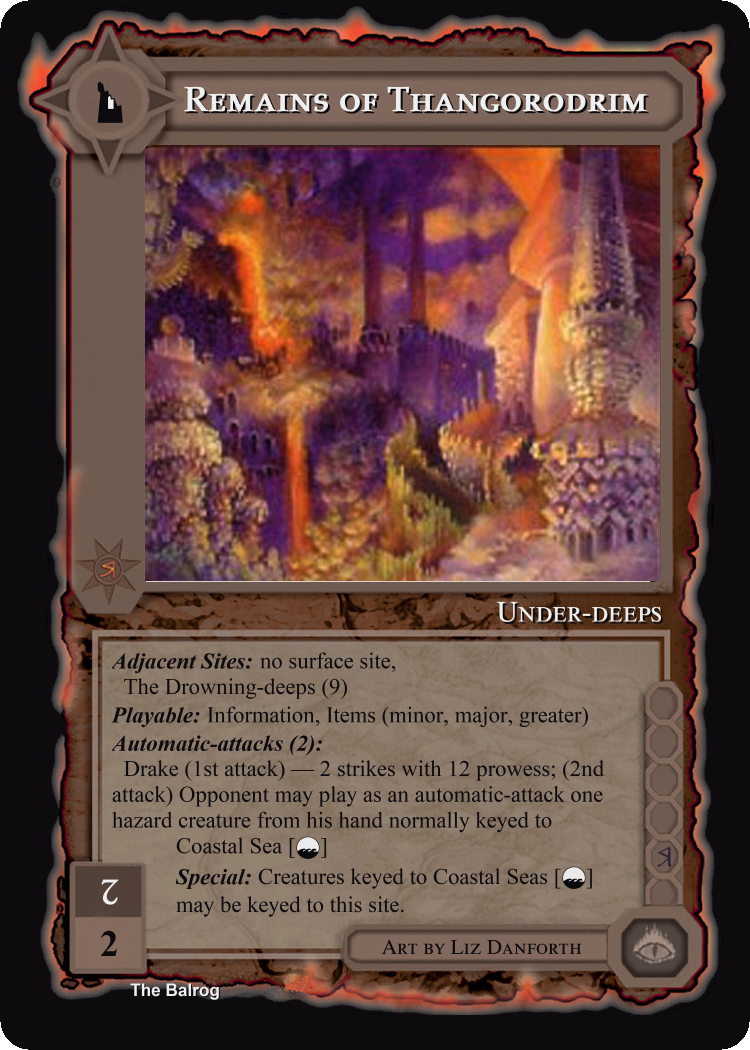 Remains of Thangorodrim
Under-deeps
Adjacent Sites: no surface site,
The Drowning-deeps (9)
Playable: Information, Items (minor, major, greater)
Automatic-attacks (2):
Drake (1st attack) — 2 strikes with 12 prowess; (2nd
attack) Opponent may play as an automatic-attack one
hazard creature from his hand normally keyed to
Coastal Sea []
Special: Creatures keyed to Coastal Seas []
may be keyed to this site.
2
2
Art by Liz Danforth
The Balrog